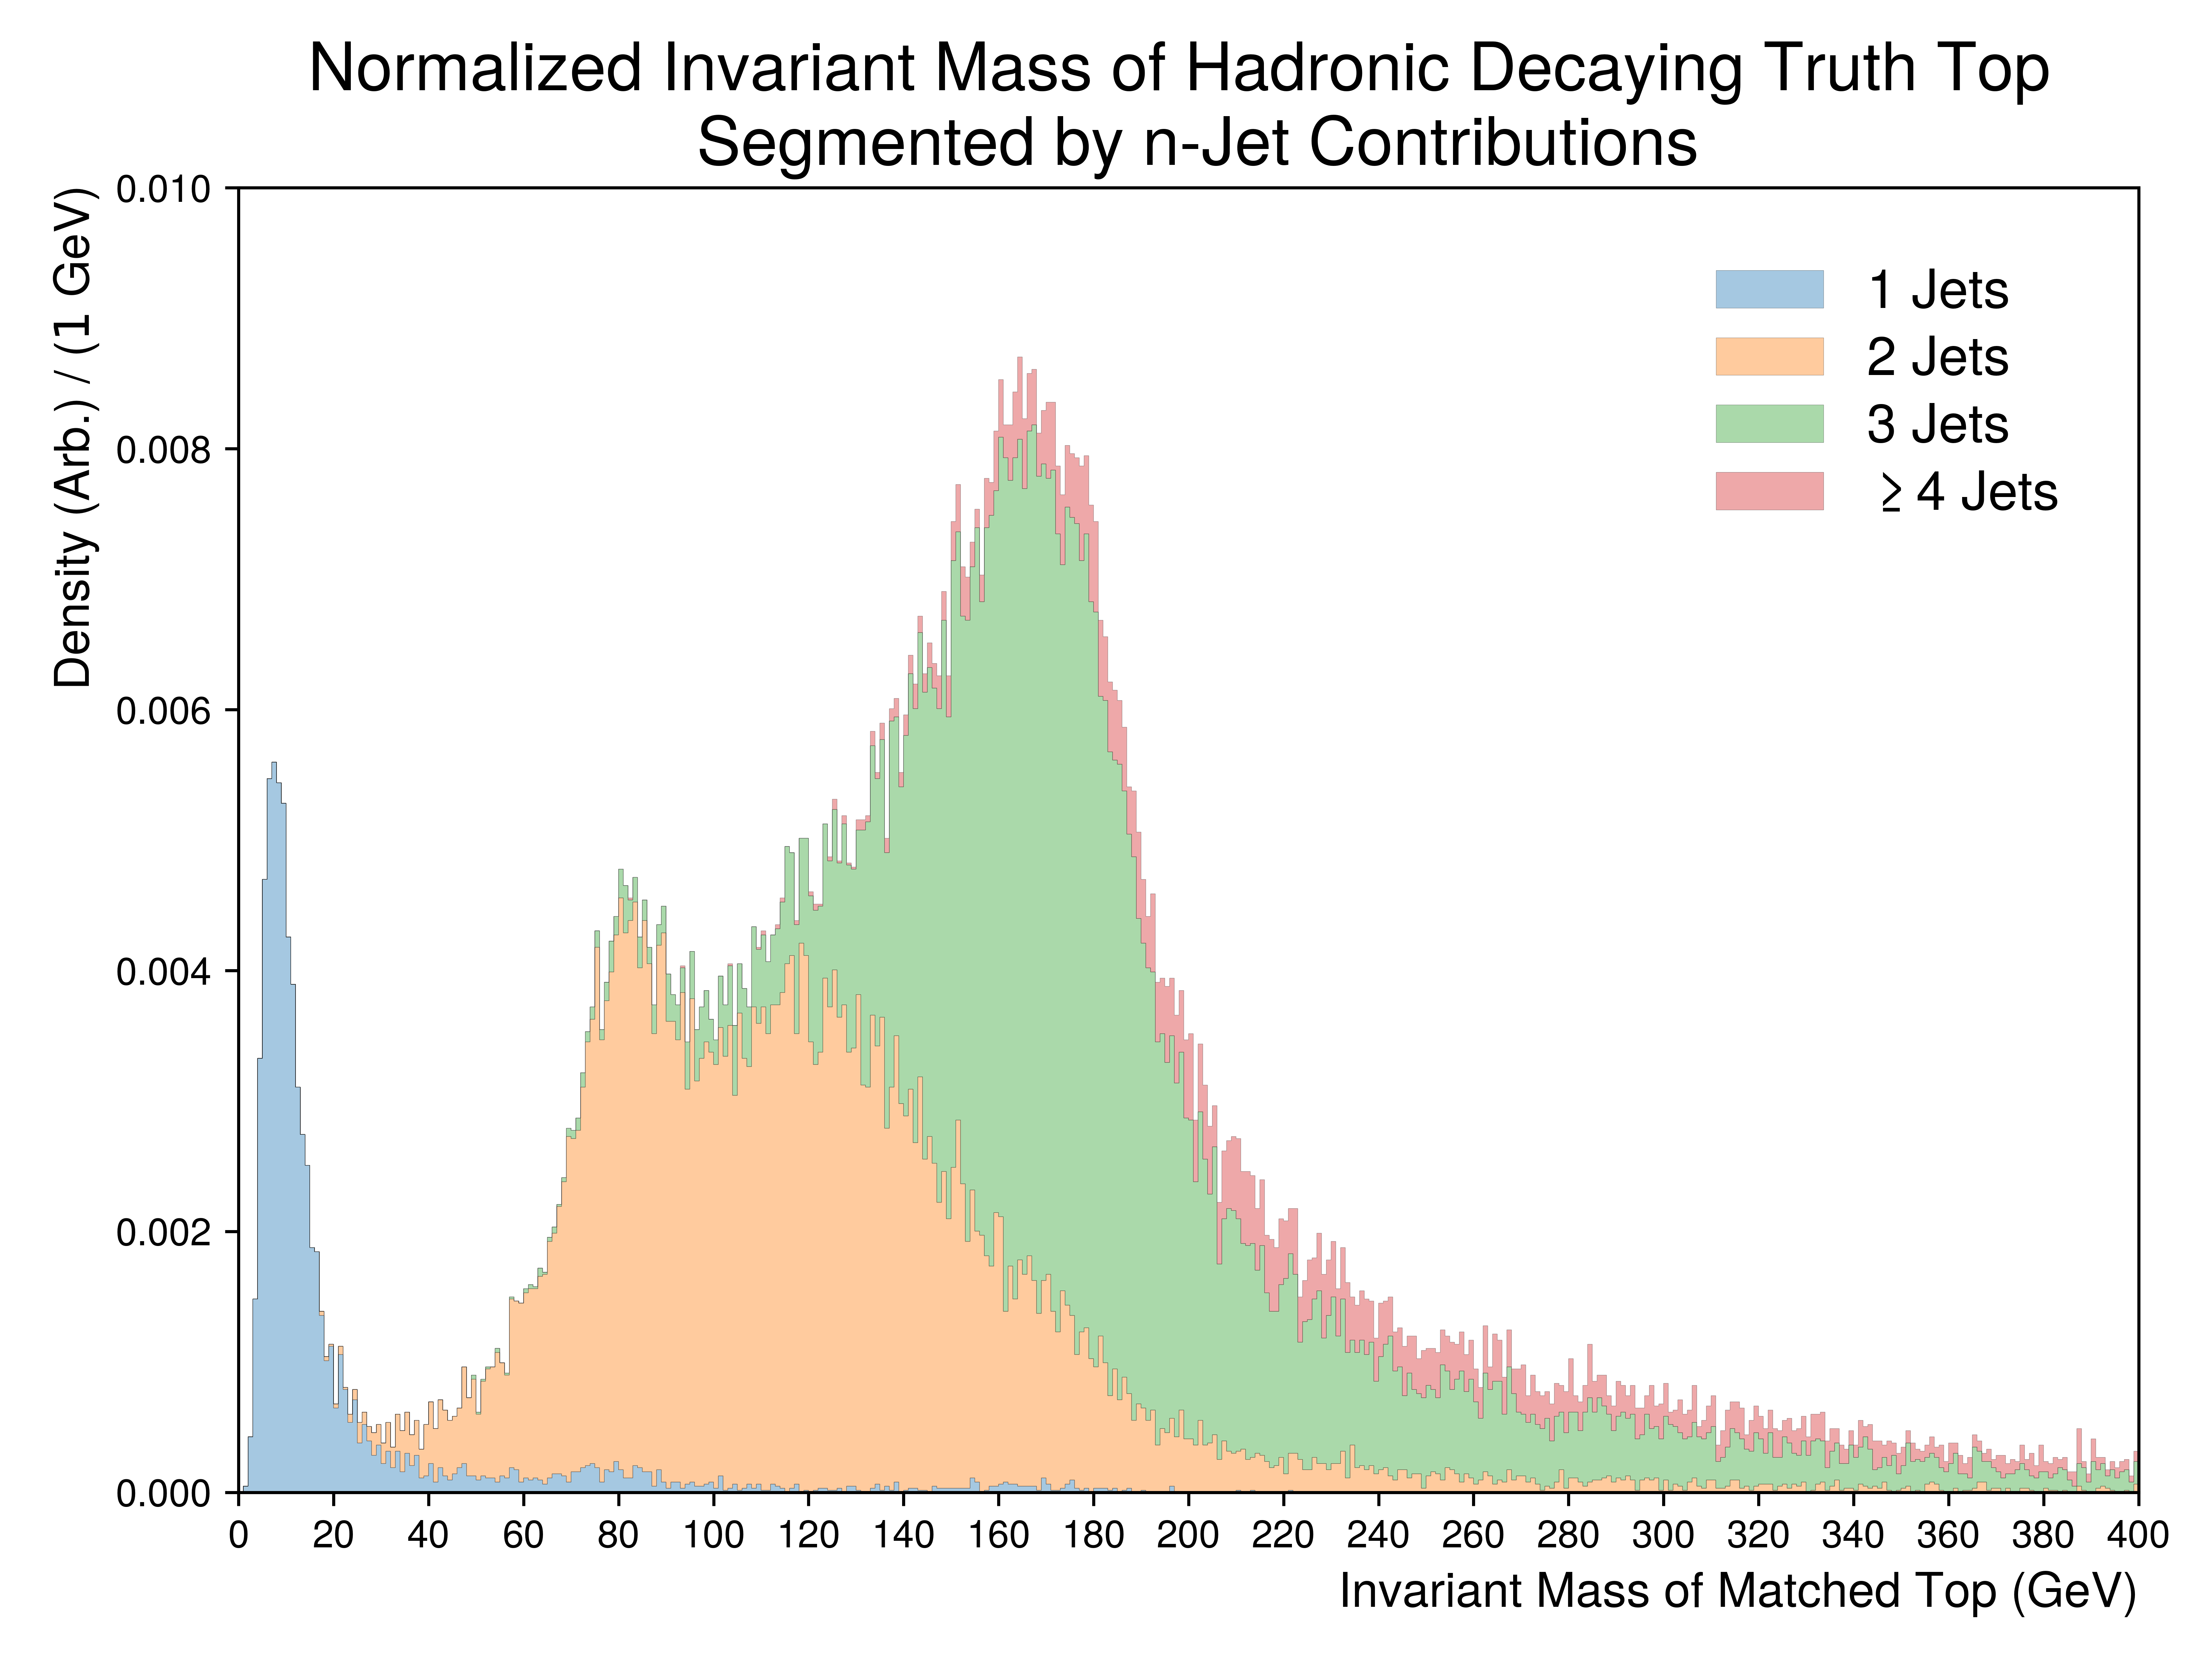 Normalized Invariant Mass of Hadronic Decaying Truth Top
Segmented by n-Jet Contributions
Density (Arb.) / (1 GeV)
0.010
0.008
0.006
0.004
0.002
0.000
1 Jets
2 Jets
3 Jets
≥ 4 Jets
0 20 40 60 80 100 120 140 160 180 200 220 240 260 280 300 320 340 360 380 400
Invariant Mass of Matched Top (GeV)